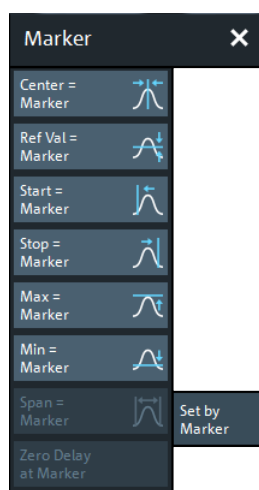 Marker
Center =
Marker
Ref Val =
Marker
Start =
Marker
Stop =
Marker
Max =
Marker
Min =
Marker
Span =
Marker
Set by
Marker
Zero Delay
at Marker